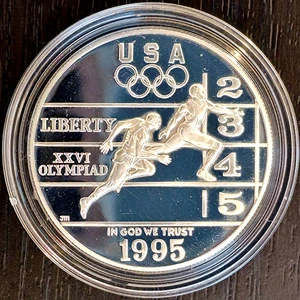 USA
2
LIBERTY
3
XXVI
OLYMPIAD
4
5
JM
IN GOD WE TRUST
1995